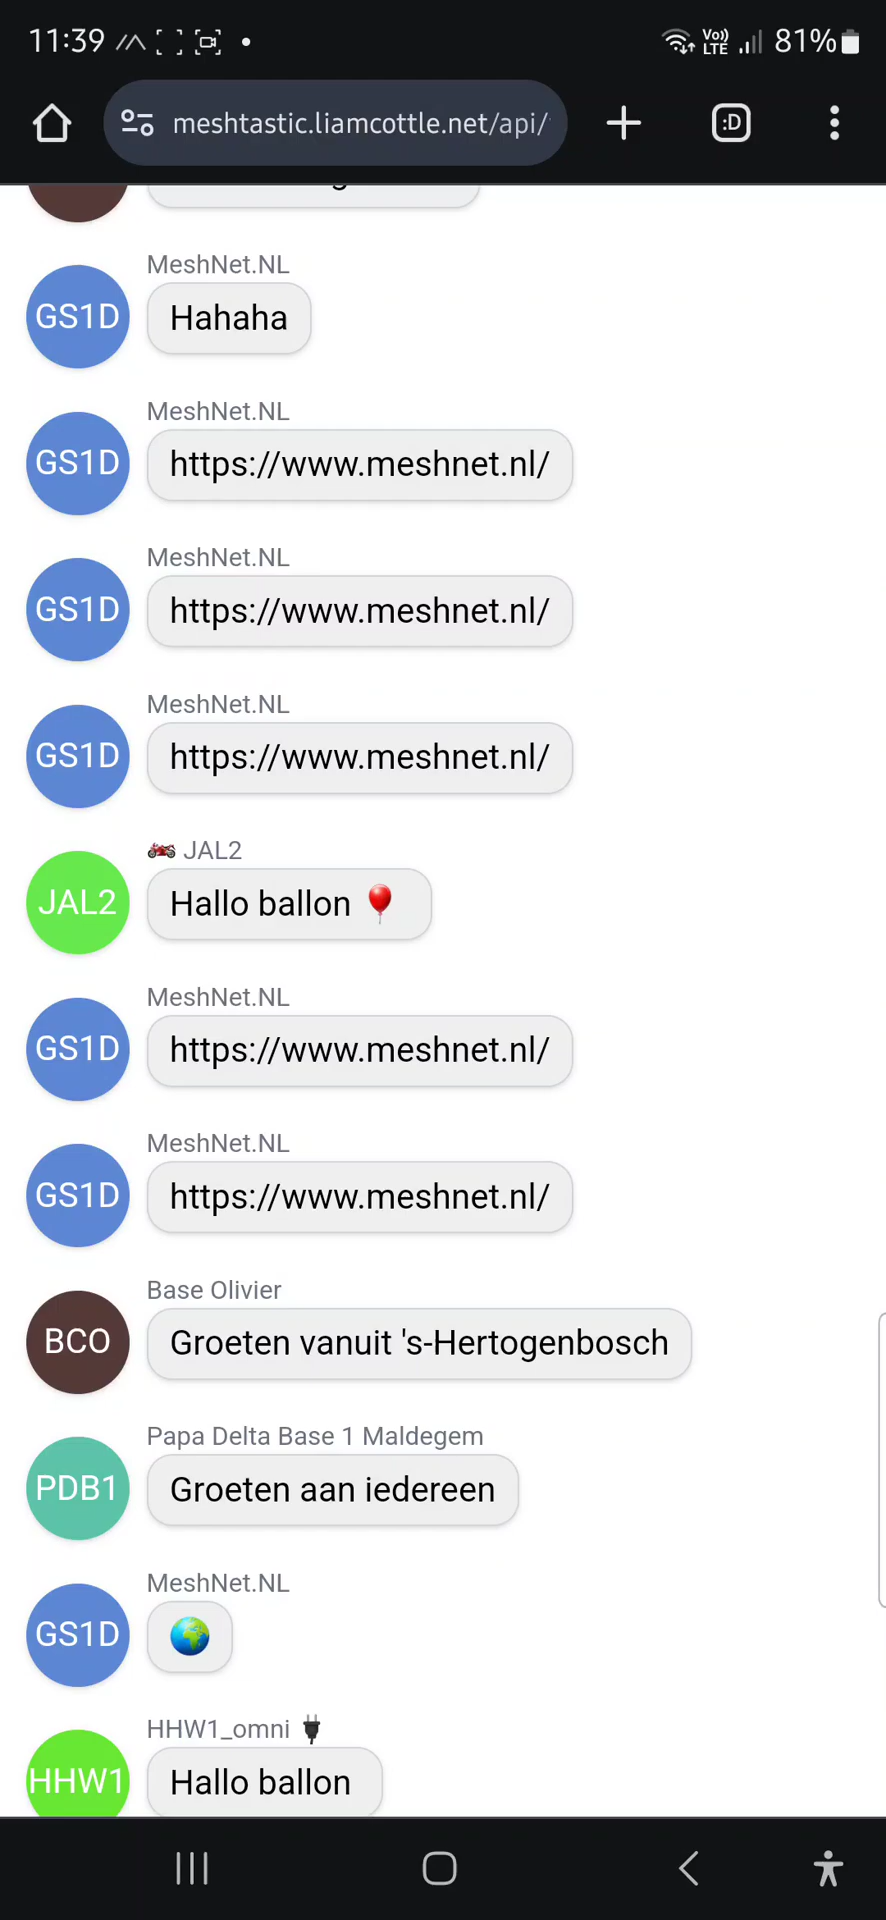 11:39
Vo)) LTE
81%
meshtastic.liamcottle.net/api/
:D
MeshNet.NL
GS1D
Hahaha
MeshNet.NL
GS1D
https://www.meshnet.nl/
MeshNet.NL
GS1D
https://www.meshnet.nl/
MeshNet.NL
GS1D
https://www.meshnet.nl/
🏍️ JAL2
JAL2
Hallo ballon 🎈
MeshNet.NL
GS1D
https://www.meshnet.nl/
MeshNet.NL
GS1D
https://www.meshnet.nl/
Base Olivier
BCO
Groeten vanuit 's-Hertogenbosch
Papa Delta Base 1 Maldegem
PDB1
Groeten aan iedereen
MeshNet.NL
GS1D
🌍
HHW1_omni 🔌
HHW1
Hallo ballon